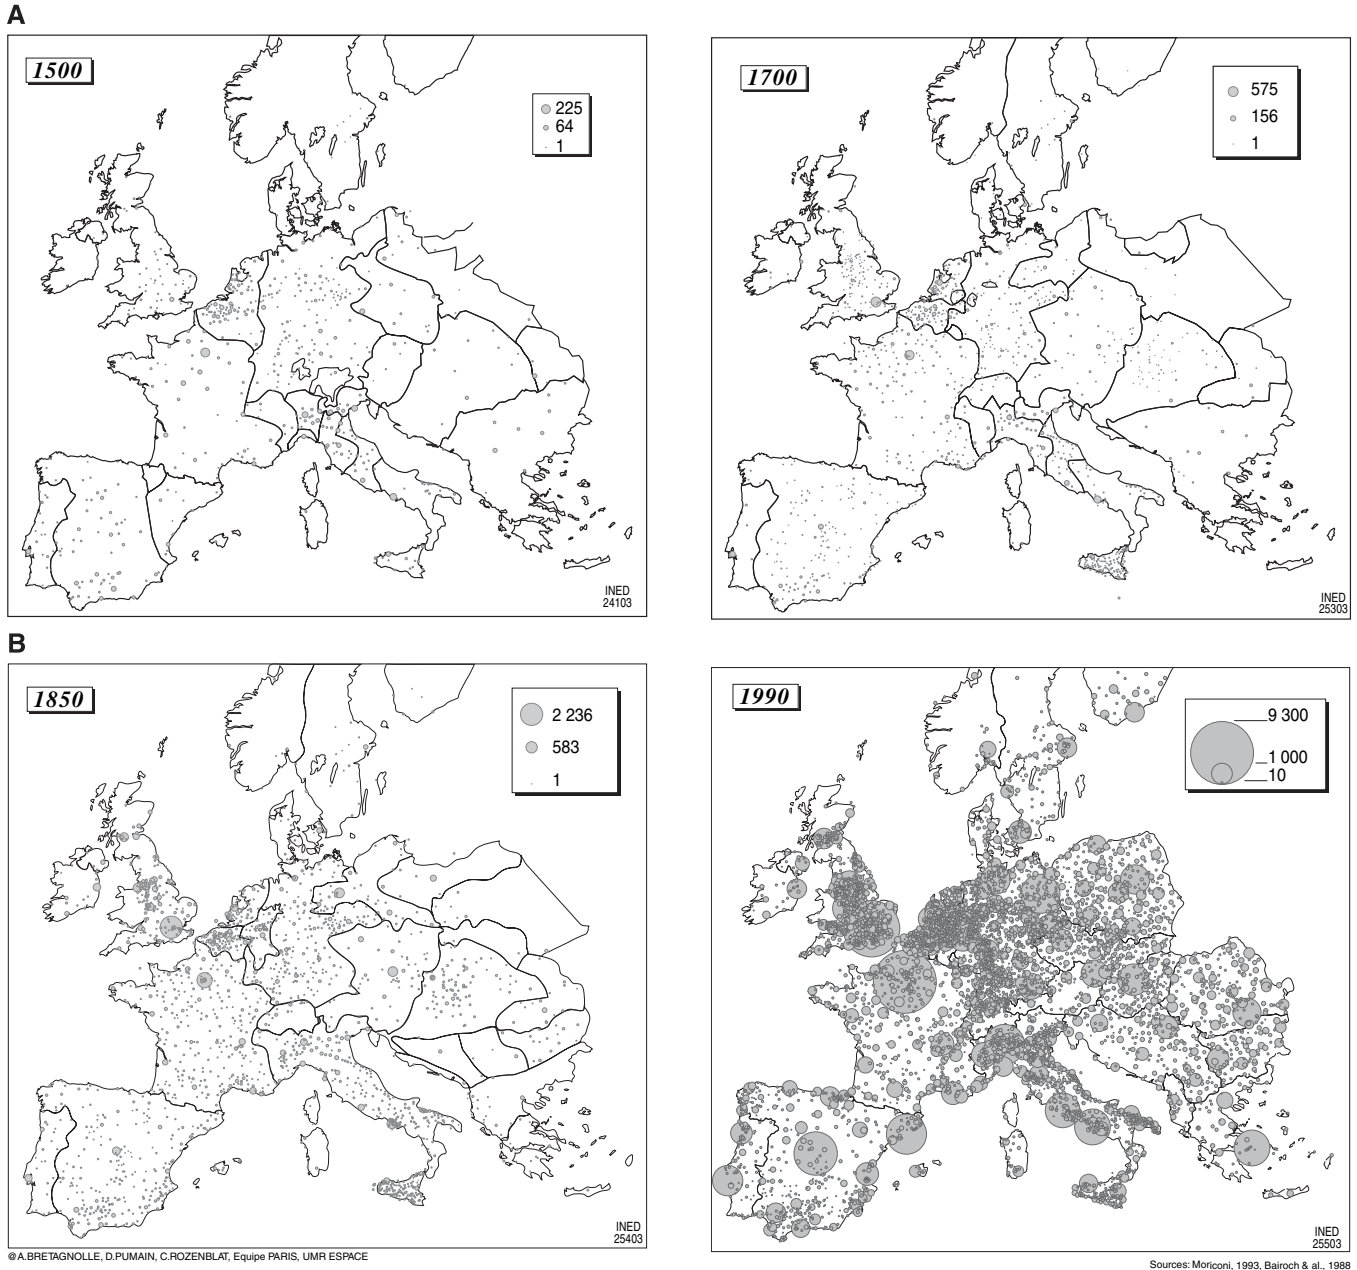 A
1500
225
64
1
INED
24103
1700
575
156
1
INED
25303
B
1850
2 236
583
1
INED
25403
1990
9 300
1 000
10
INED
25503
@A.BRETAGNOLLE, D.PUMAIN, C.ROZENBLAT, Equipe PARIS, UMR ESPACE
Sources: Moriconi, 1993, Bairoch & al., 1988